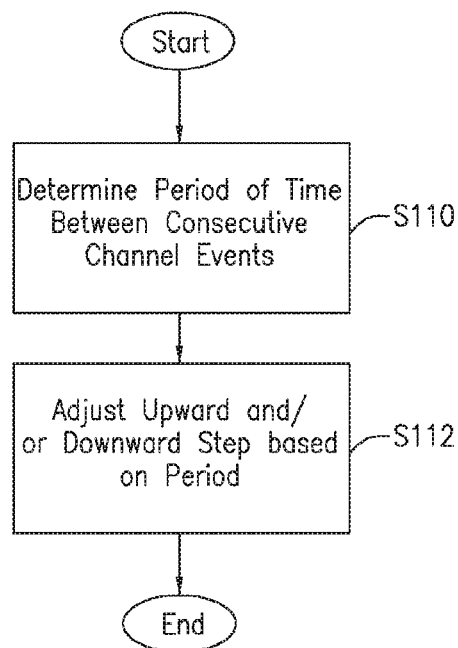 Start
Determine Period of Time
Between Consecutive
Channel Events
S110
Adjust Upward and/
or Downward Step based
on Period
S112
End